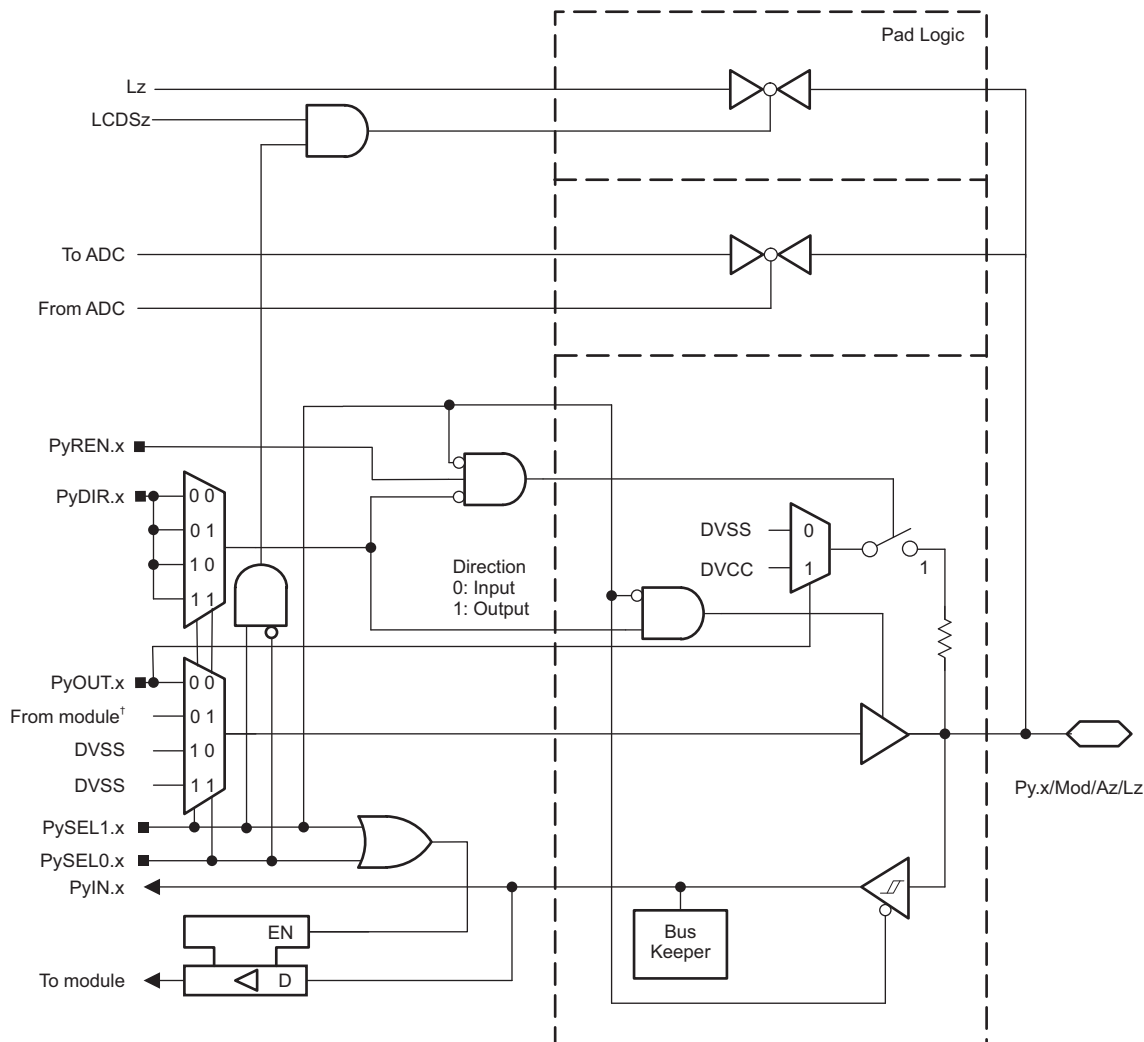 Pad Logic
Lz
LCDSz
To ADC
From ADC
PyREN.x
PyDIR.x
0 0
0 1
1 0
1 1
Direction
0: Input
1: Output
DVSS
0
DVCC
1
1
PyOUT.x
0 0
From module†
0 1
DVSS
1 0
DVSS
1 1
Py.x/Mod/Az/Lz
PySEL1.x
PySEL0.x
PyIN.x
EN
Bus
Keeper
To module
D